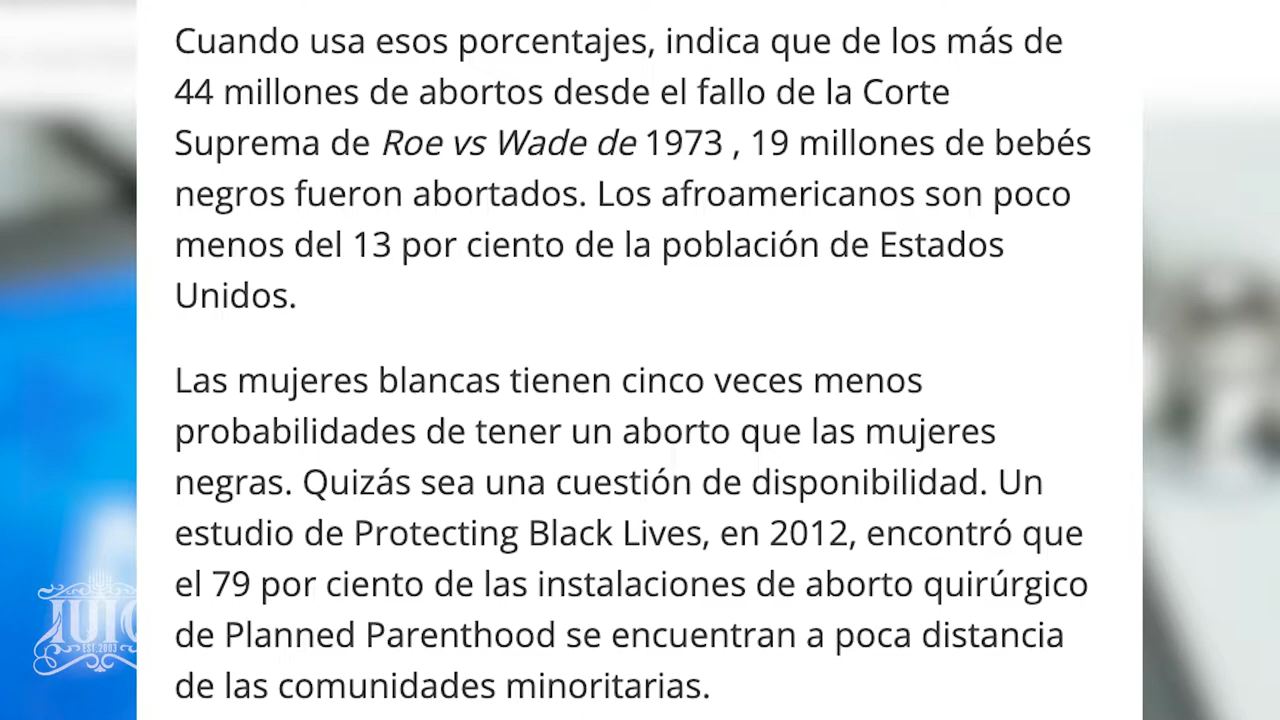 Cuando usa esos porcentajes, indica que de los más de
44 millones de abortos desde el fallo de la Corte
Suprema de Roe vs Wade de 1973 , 19 millones de bebés
negros fueron abortados. Los afroamericanos son poco
menos del 13 por ciento de la población de Estados
Unidos.
Las mujeres blancas tienen cinco veces menos
probabilidades de tener un aborto que las mujeres
negras. Quizás sea una cuestión de disponibilidad. Un
estudio de Protecting Black Lives, en 2012, encontró que
el 79 por ciento de las instalaciones de aborto quirúrgico
de Planned Parenthood se encuentran a poca distancia
de las comunidades minoritarias.
IUIC
EST. 2003